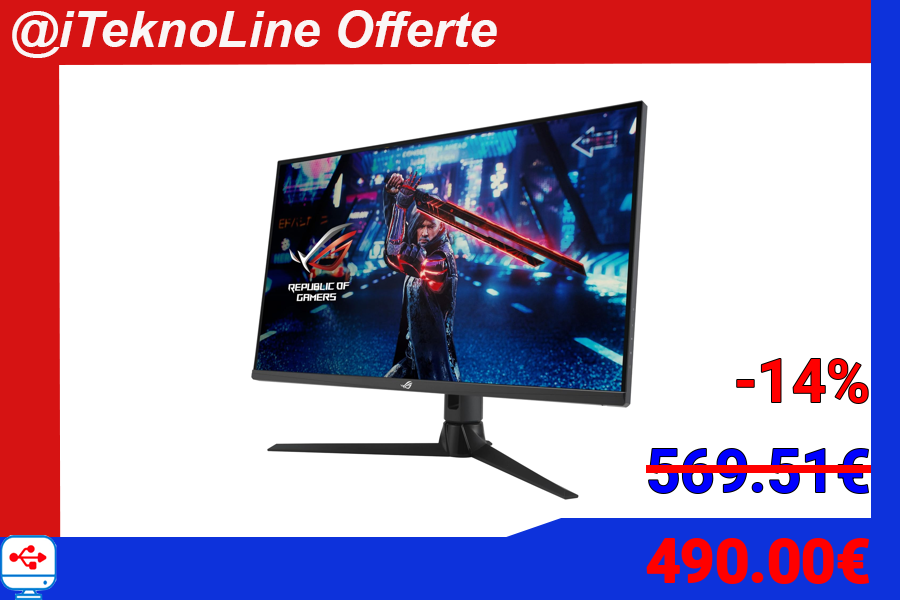 @iTeknoLine Offerte
REPUBLIC OF
GAMERS
-14%
569.51€
490.00€